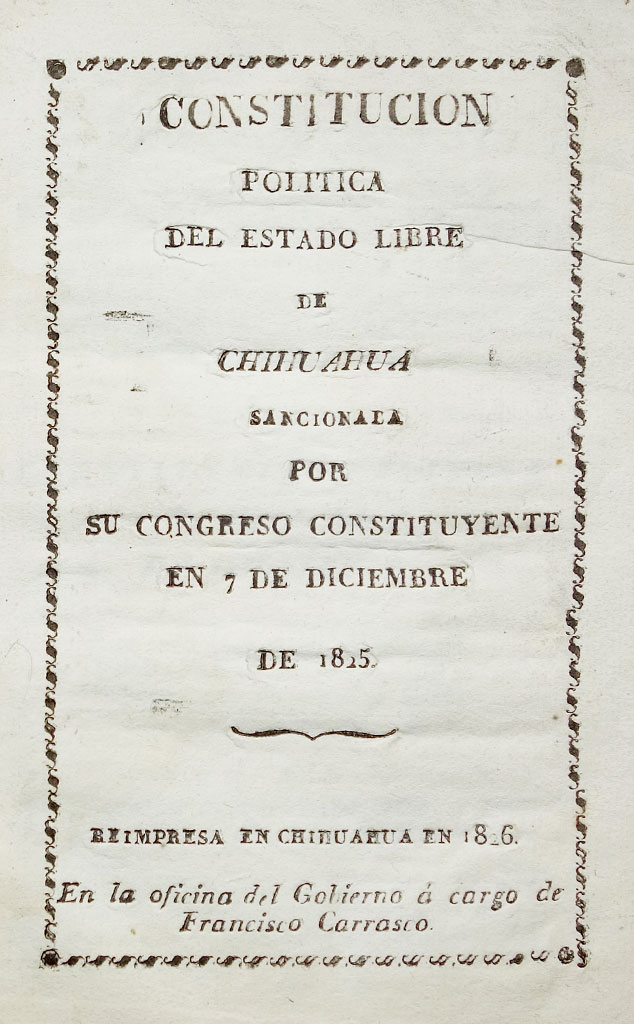 CONSTITUCION
POLITICA
DEL ESTADO LIBRE
DE
CHIHUAHUA
SANCIONADA
POR
SU CONGRESO CONSTITUYENTE
EN 7 DE DICIEMBRE
DE 1825.
REIMPRESA EN CHIHUAHUA EN 1826.
En la oficina del Gobierno á cargo de
Francisco Carrasco.